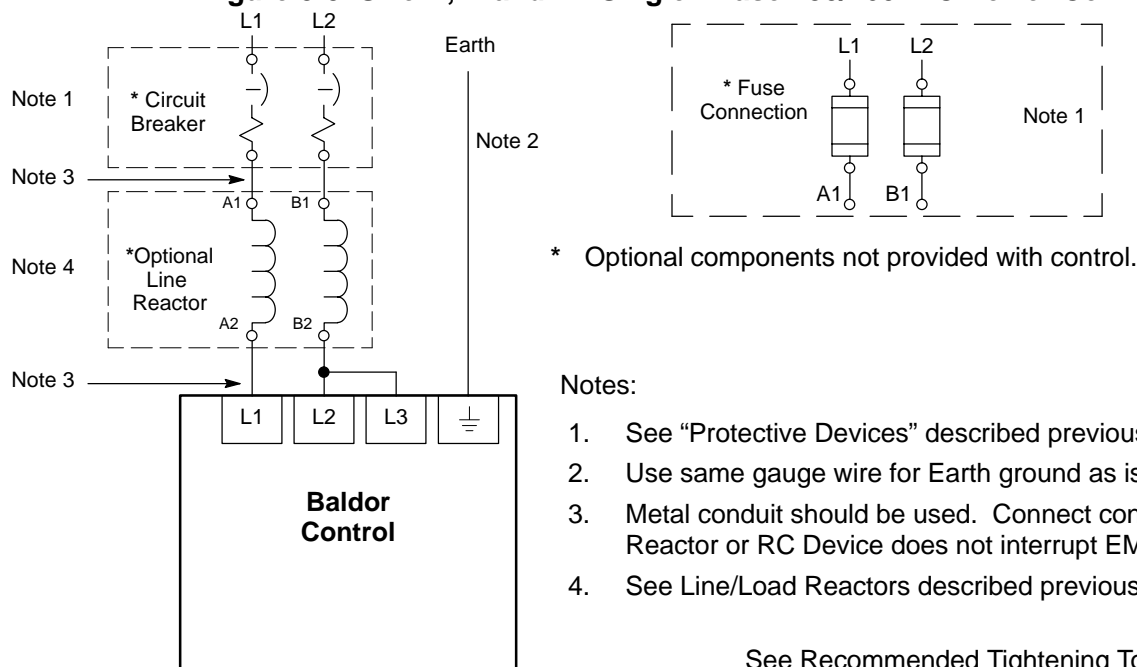 L1 L2
Earth
Note 1
* Circuit
Breaker
Note 2
Note 3
A1 B1
Note 4
*Optional
Line
Reactor
A2 B2
Note 3
L1 L2 L3
Baldor
Control
L1 L2
* Fuse
Connection
Note 1
A1 B1
* Optional components not provided with control.
Notes:
1. See “Protective Devices” described previous
2. Use same gauge wire for Earth ground as is
3. Metal conduit should be used. Connect con
Reactor or RC Device does not interrupt EM
4. See Line/Load Reactors described previous
See Recommended Tightening To